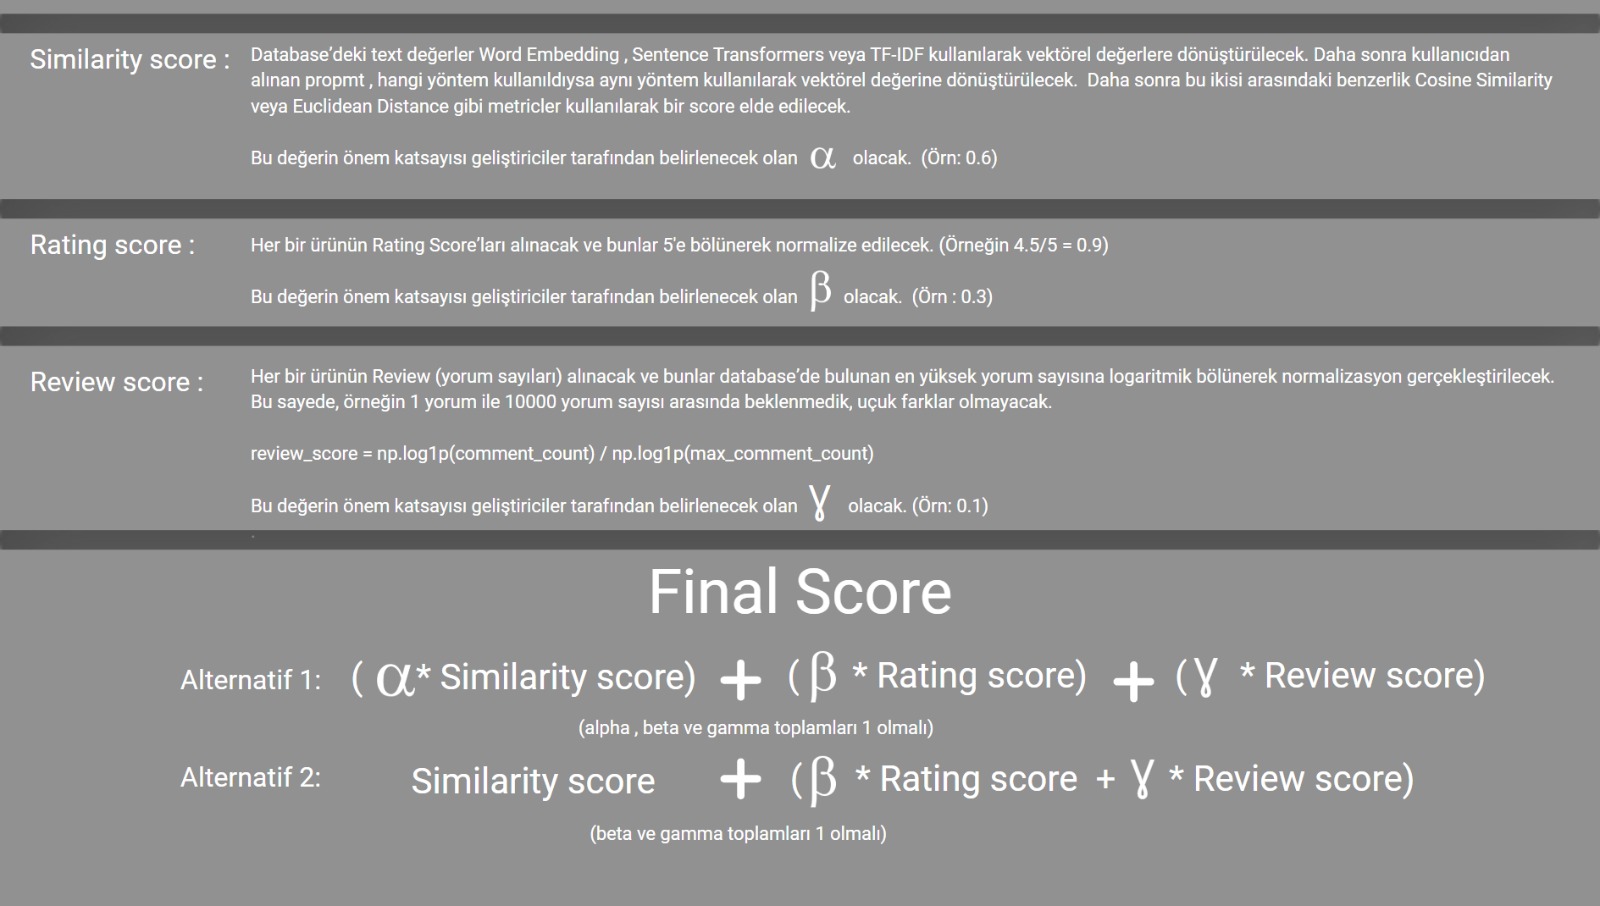 Similarity score : Database’deki text değerler Word Embedding , Sentence Transformers veya TF-IDF kullanılarak vektörel değerlere dönüştürülecek. Daha sonra kullanıcıdan
alınan propmt , hangi yöntem kullanıldıysa aynı yöntem kullanılarak vektörel değerine dönüştürülecek. Daha sonra bu ikisi arasındaki benzerlik Cosine Similarity
veya Euclidean Distance gibi metricler kullanılarak bir score elde edilecek.
Bu değerin önem katsayısı geliştiriciler tarafından belirlenecek olan α olacak. (Örn: 0.6)
Rating score : Her bir ürünün Rating Score’ları alınacak ve bunlar 5'e bölünerek normalize edilecek. (Örneğin 4.5/5 = 0.9)
Bu değerin önem katsayısı geliştiriciler tarafından belirlenecek olan β olacak. (Örn : 0.3)
Review score : Her bir ürünün Review (yorum sayıları) alınacak ve bunlar database’de bulunan en yüksek yorum sayısına logaritmik bölünerek normalizasyon gerçekleştirilecek.
Bu sayede, örneğin 1 yorum ile 10000 yorum sayısı arasında beklenmedik, uçuk farklar olmayacak.
review_score = np.log1p(comment_count) / np.log1p(max_comment_count)
Bu değerin önem katsayısı geliştiriciler tarafından belirlenecek olan γ olacak. (Örn: 0.1)
Final Score
Alternatif 1: ( α* Similarity score) + (β * Rating score) + (γ * Review score)
(alpha , beta ve gamma toplamları 1 olmalı)
Alternatif 2: Similarity score + (β * Rating score + γ * Review score)
(beta ve gamma toplamları 1 olmalı)